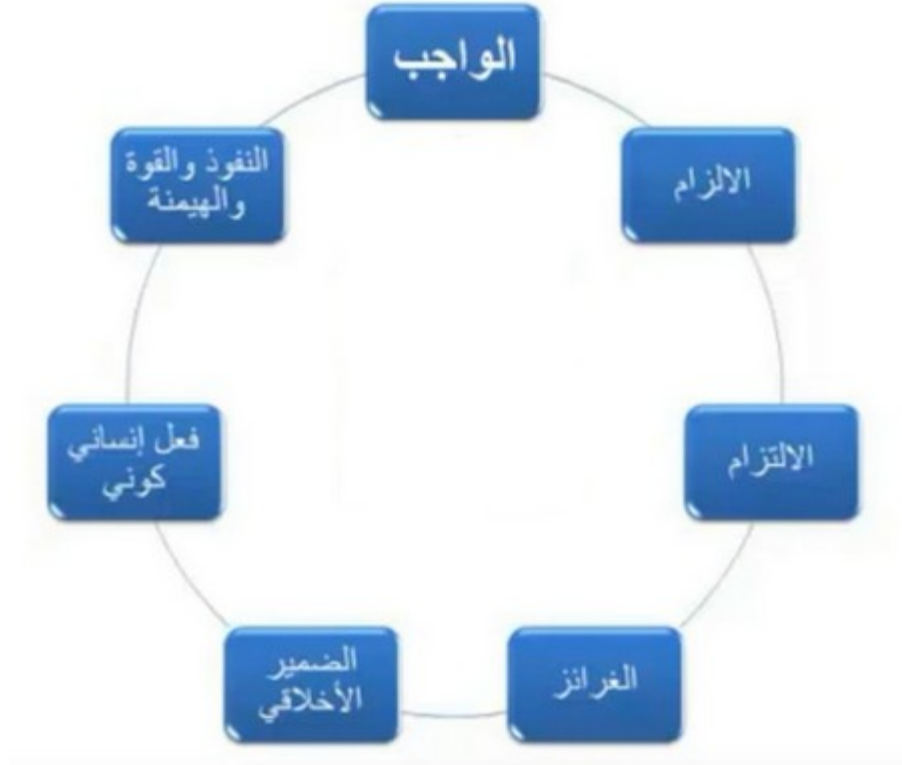 الواجب
الالزام
الالتزام
الغرائز
الضمير
الأخلاقي
فعل إنساني
كوني
النفوذ والقوة
والهيمنة